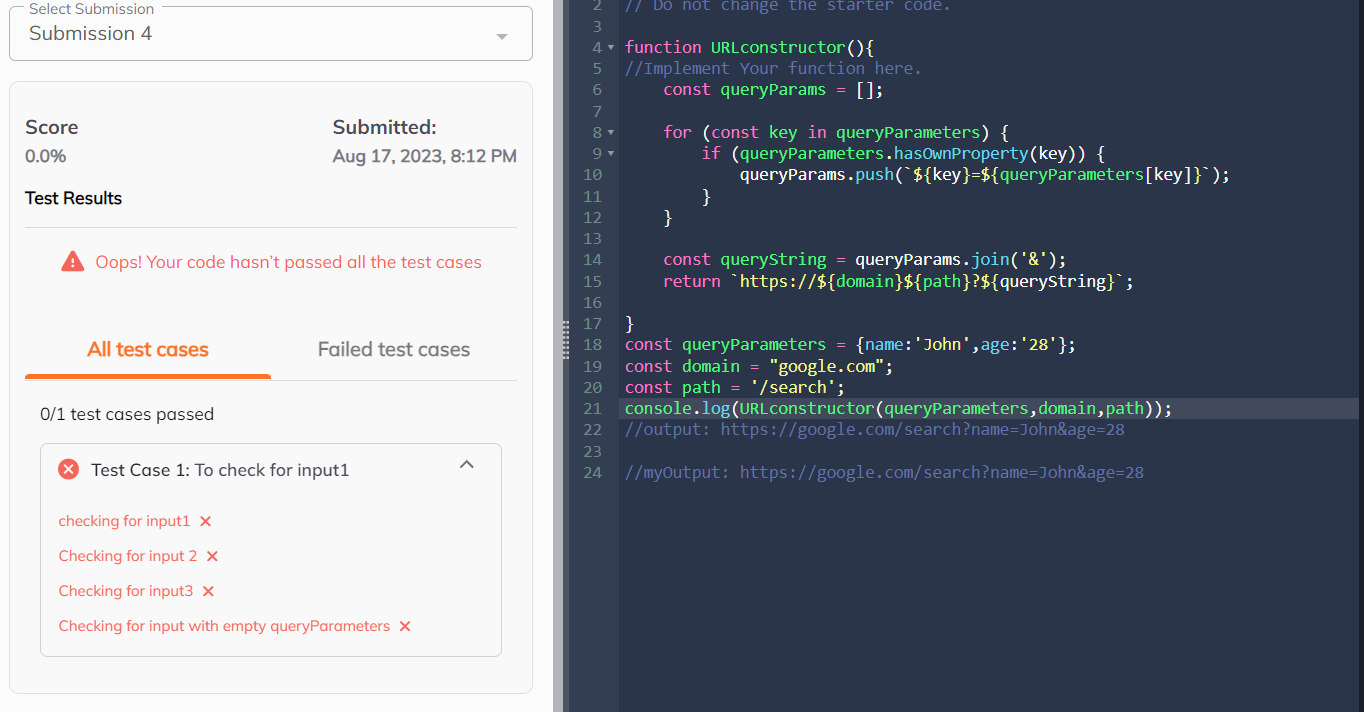 Select Submission
Submission 4
Score
Submitted:
0.0%
Aug 17, 2023, 8:12 PM
Test Results
Oops! Your code hasn't passed all the test cases
All test cases
Failed test cases
0/1 test cases passed
Test Case 1: To check for input1
checking for input1
Checking for input 2
Checking for input3
Checking for input with empty queryParameters
2 // Do not change the starter code.
3
4 function URLconstructor(){
5 //Implement Your function here.
6     const queryParams = [];
7
8     for (const key in queryParameters) {
9         if (queryParameters.hasOwnProperty(key)) {
10             queryParams.push(`${key}=${queryParameters[key]}`);
11         }
12     }
13
14     const queryString = queryParams.join('&');
15     return `https://${domain}${path}?${queryString}`;
16
17 }
18 const queryParameters = {name:'John',age:'28'};
19 const domain = "google.com";
20 const path = '/search';
21 console.log(URLconstructor(queryParameters,domain,path));
22 //output: https://google.com/search?name=John&age=28
23
24 //myOutput: https://google.com/search?name=John&age=28